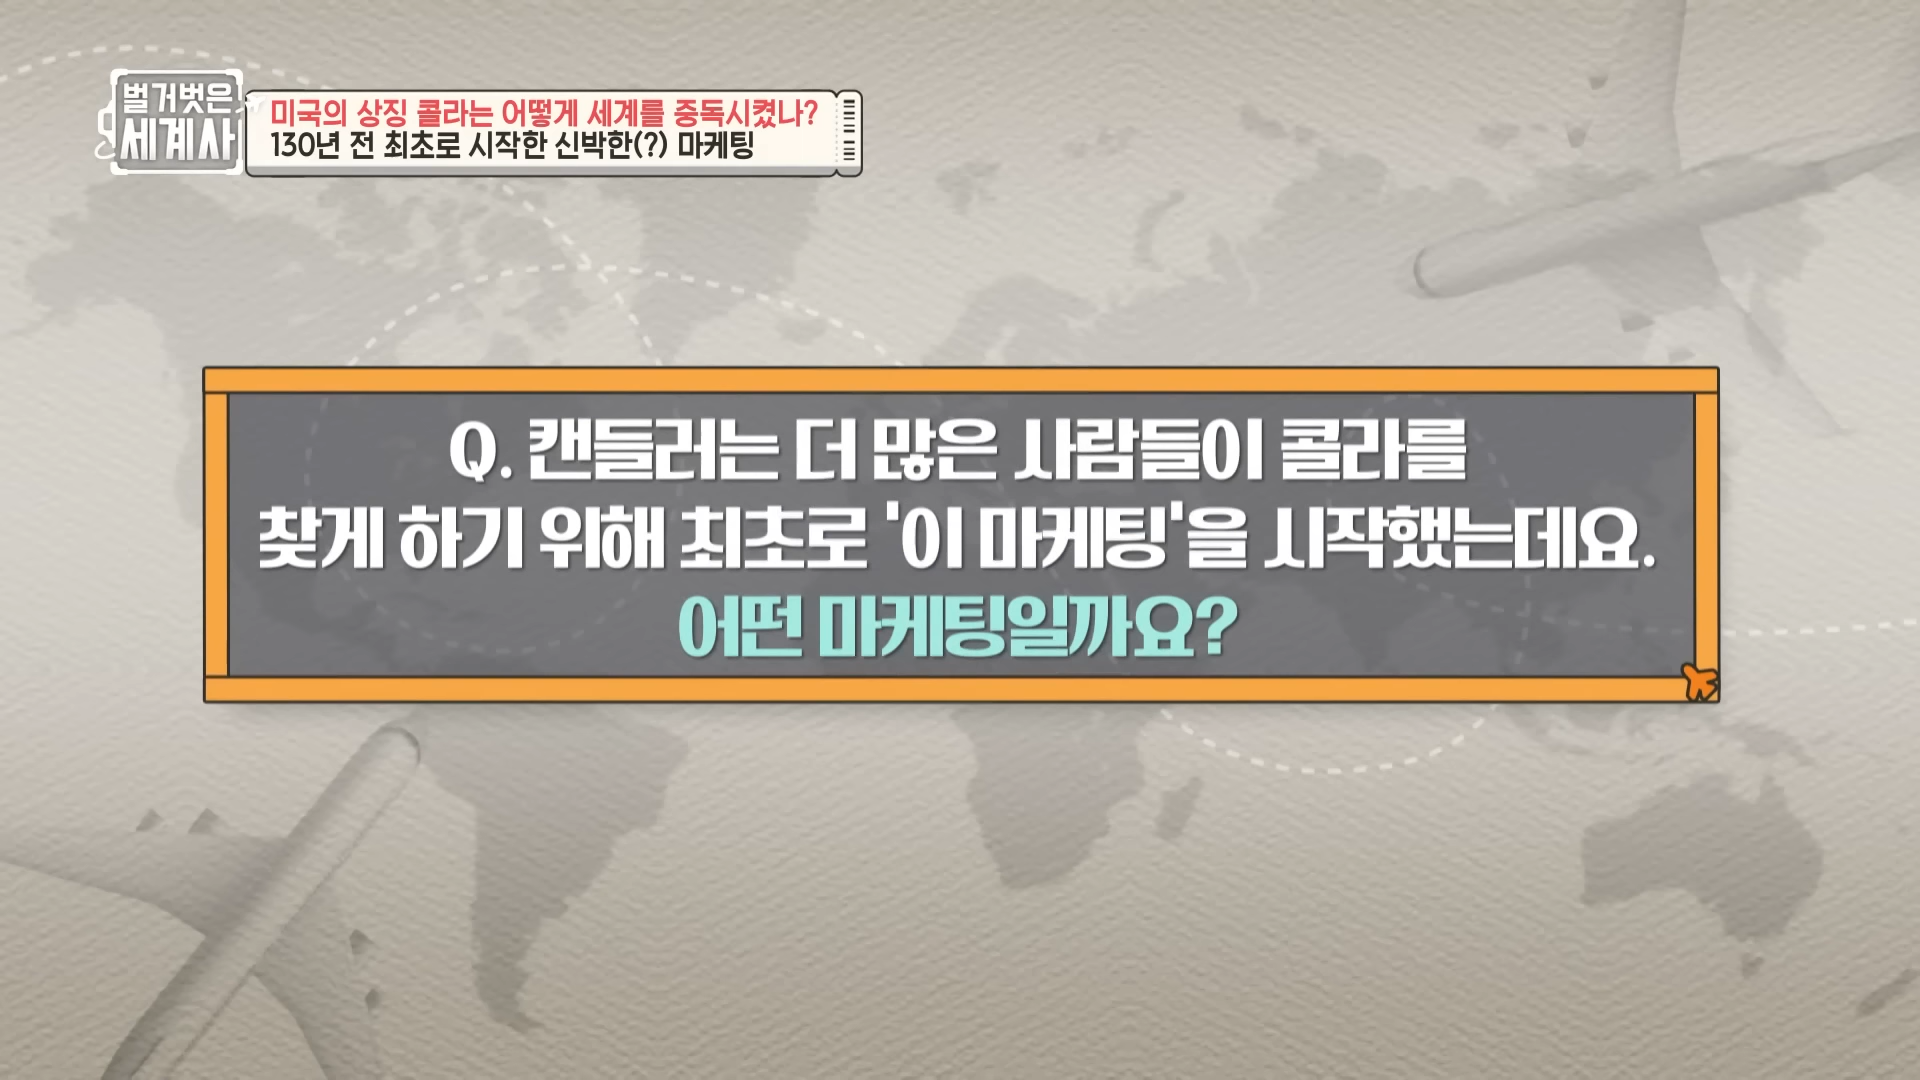 벌거벗은
세계사
미국의 상징 콜라는 어떻게 세계를 중독시켰나?
130년 전 최초로 시작한 신박한(?) 마케팅
Q. 캔들러는 더 많은 사람들이 콜라를
찾게 하기 위해 최초로 '이 마케팅'을 시작했는데요.
어떤 마케팅일까요?